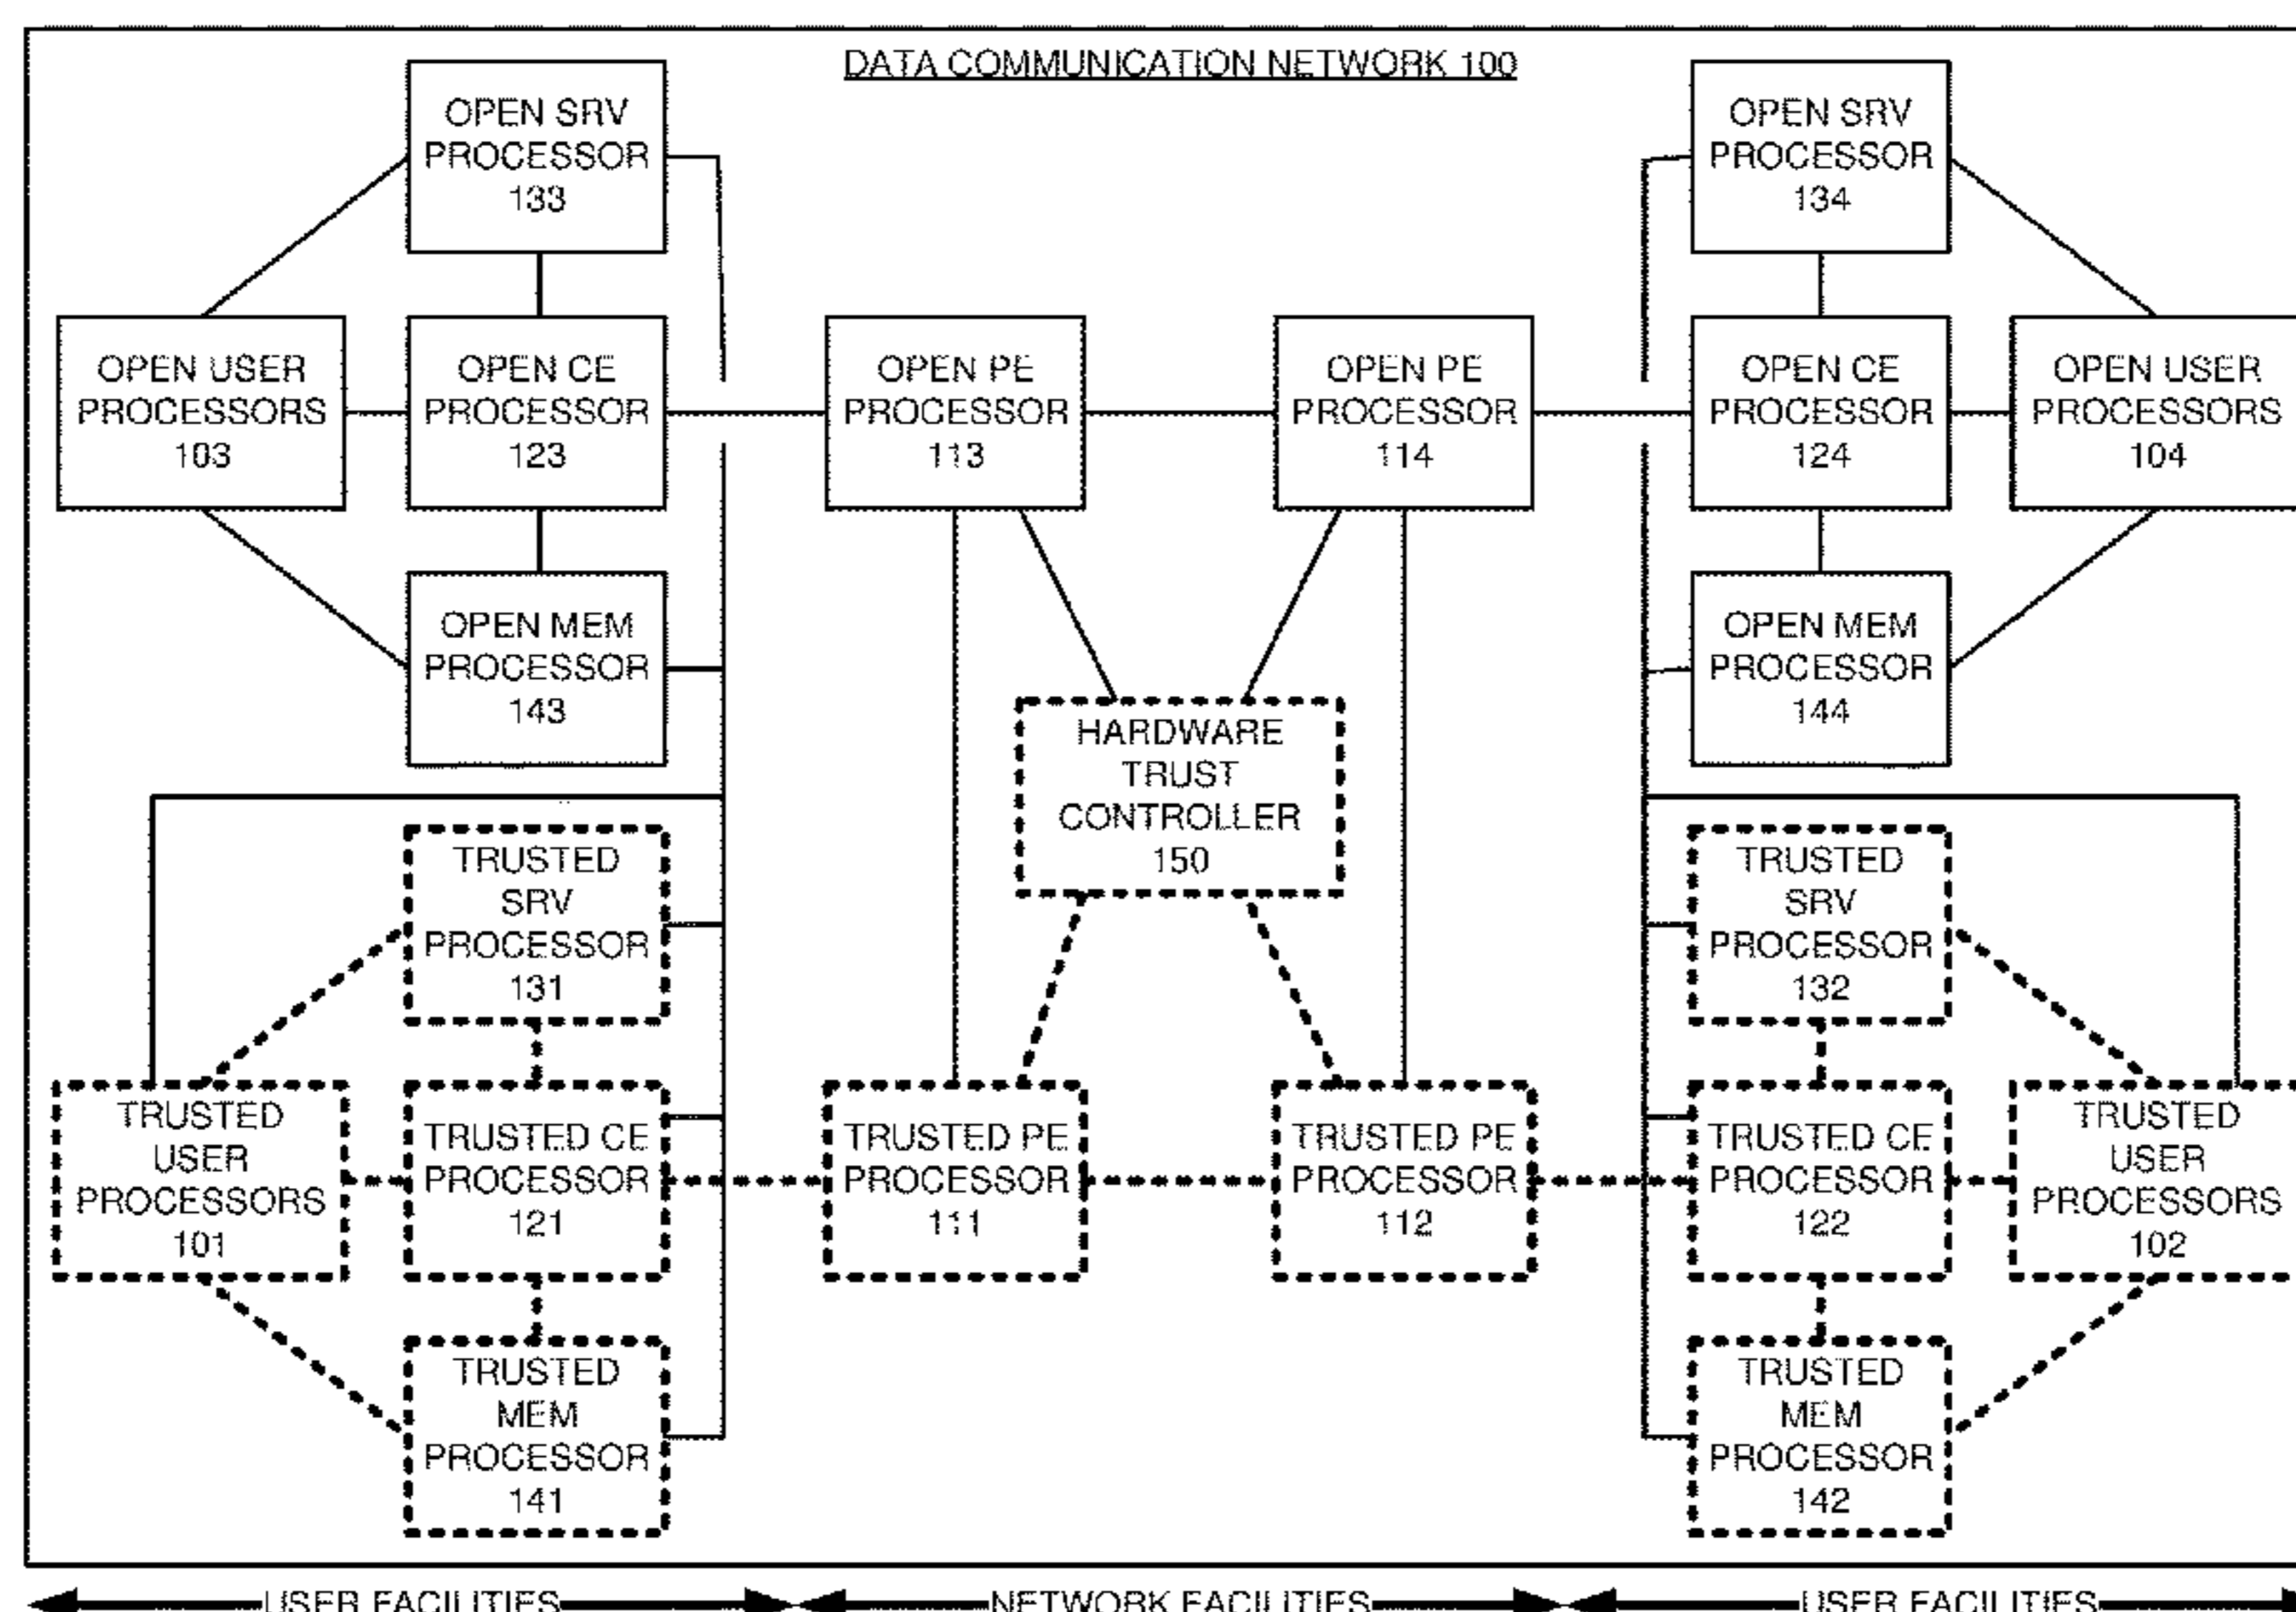 DATA COMMUNICATION NETWORK 100
OPEN SRV
PROCESSOR
133
OPEN SRV
PROCESSOR
134
OPEN USER
PROCESSORS
103
OPEN CE
PROCESSOR
123
OPEN PE
PROCESSOR
113
OPEN PE
PROCESSOR
114
OPEN CE
PROCESSOR
124
OPEN USER
PROCESSORS
104
OPEN MEM
PROCESSOR
143
OPEN MEM
PROCESSOR
144
HARDWARE
TRUST
CONTROLLER
150
TRUSTED
SRV
PROCESSOR
131
TRUSTED
SRV
PROCESSOR
132
TRUSTED
USER
PROCESSORS
101
TRUSTED CE
PROCESSOR
121
TRUSTED PE
PROCESSOR
111
TRUSTED PE
PROCESSOR
112
TRUSTED CE
PROCESSOR
122
TRUSTED
USER
PROCESSORS
102
TRUSTED
MEM
PROCESSOR
141
TRUSTED
MEM
PROCESSOR
142
USER FACILITIES
NETWORK FACILITIES
USER FACILITIES